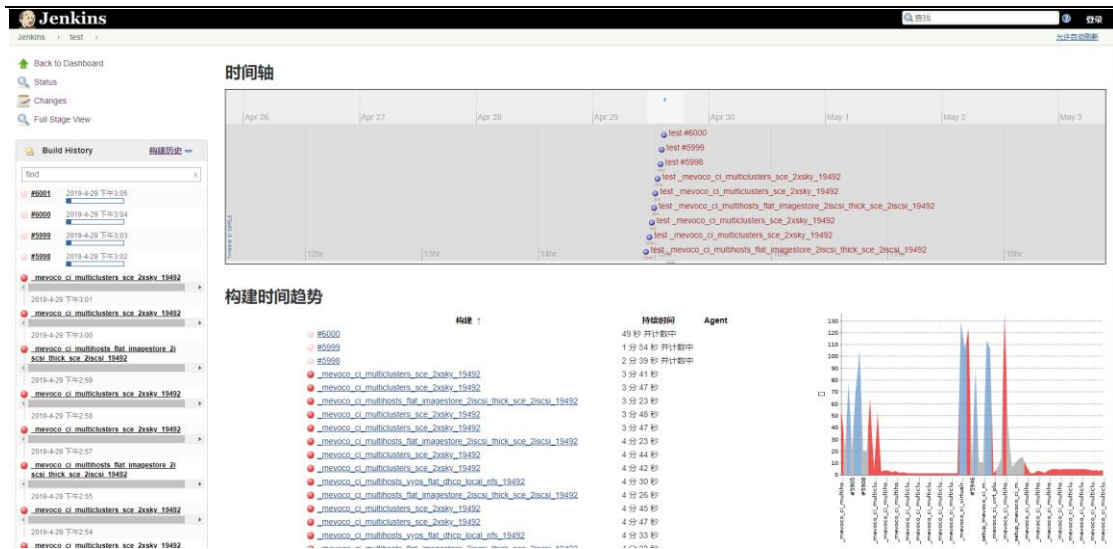 Jenkins
查找
登录
Jenkins
test
允许自动刷新
Back to Dashboard
Status
Changes
Full Stage View
Build History
构建历史
find
x
#6001 2019-4-29 下午3:05
#6000 2019-4-29 下午3:04
#5999 2019-4-29 下午3:03
#5998 2019-4-29 下午3:02
_mevoco_ci_multiclusters_sce_2xsky_19492
2019-4-29 下午3:01
_mevoco_ci_multiclusters_sce_2xsky_19492
2019-4-29 下午3:00
_mevoco_ci_multihosts_flat_imagestore_2i
scsi_thick_sce_2iscsi_19492
2019-4-29 下午2:59
_mevoco_ci_multiclusters_sce_2xsky_19492
2019-4-29 下午2:58
_mevoco_ci_multiclusters_sce_2xsky_19492
2019-4-29 下午2:57
_mevoco_ci_multihosts_flat_imagestore_2i
scsi_thick_sce_2iscsi_19492
2019-4-29 下午2:55
_mevoco_ci_multiclusters_sce_2xsky_19492
2019-4-29 下午2:54
_mevoco_ci_multiclusters_sce_2xsky_19492
时间轴
Apr 26 Apr 27 Apr 28 Apr 29 Apr 30 May 1 May 2 May 3
test #6000
test #5999
test #5998
test _mevoco_ci_multiclusters_sce_2xsky_19492
test _mevoco_ci_multiclusters_sce_2xsky_19492
test _mevoco_ci_multihosts_flat_imagestore_2iscsi_thick_sce_2iscsi_19492
test _mevoco_ci_multiclusters_sce_2xsky_19492
test _mevoco_ci_multiclusters_sce_2xsky_19492
test _mevoco_ci_multihosts_flat_imagestore_2iscsi_thick_sce_2iscsi_19492
12hr 13hr 14hr 18hr
Timeline © SIMILE
构建时间趋势
构建 ↑ 持续时间 Agent
#6000 49 秒 并计数中
#5999 1 分 54 秒 并计数中
#5998 2 分 39 秒 并计数中
_mevoco_ci_multiclusters_sce_2xsky_19492 3 分 41 秒
_mevoco_ci_multiclusters_sce_2xsky_19492 3 分 47 秒
_mevoco_ci_multihosts_flat_imagestore_2iscsi_thick_sce_2iscsi_19492 3 分 23 秒
_mevoco_ci_multiclusters_sce_2xsky_19492 3 分 48 秒
_mevoco_ci_multiclusters_sce_2xsky_19492 3 分 47 秒
_mevoco_ci_multihosts_flat_imagestore_2iscsi_thick_sce_2iscsi_19492 4 分 23 秒
_mevoco_ci_multiclusters_sce_2xsky_19492 4 分 44 秒
_mevoco_ci_multiclusters_sce_2xsky_19492 4 分 42 秒
_mevoco_ci_multihosts_vyos_flat_dhcp_local_nfs_19492 4 分 30 秒
_mevoco_ci_multihosts_flat_imagestore_2iscsi_thick_sce_2iscsi_19492 4 分 26 秒
_mevoco_ci_multiclusters_sce_2xsky_19492 4 分 45 秒
_mevoco_ci_multiclusters_sce_2xsky_19492 4 分 47 秒
_mevoco_ci_multihosts_vyos_flat_dhcp_local_nfs_19492 4 分 33 秒
130
120
110
100
90
80
70
60
50
40
30
20
10
0
#5905
#5908
#5946